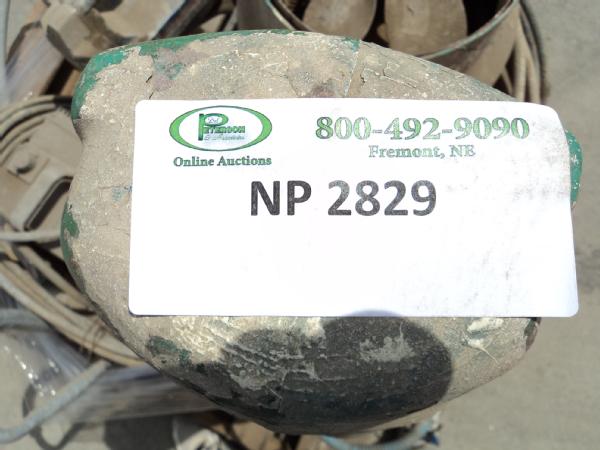 PETERSON
Online Auctions
800-492-9090
Fremont, NE
NP 2829